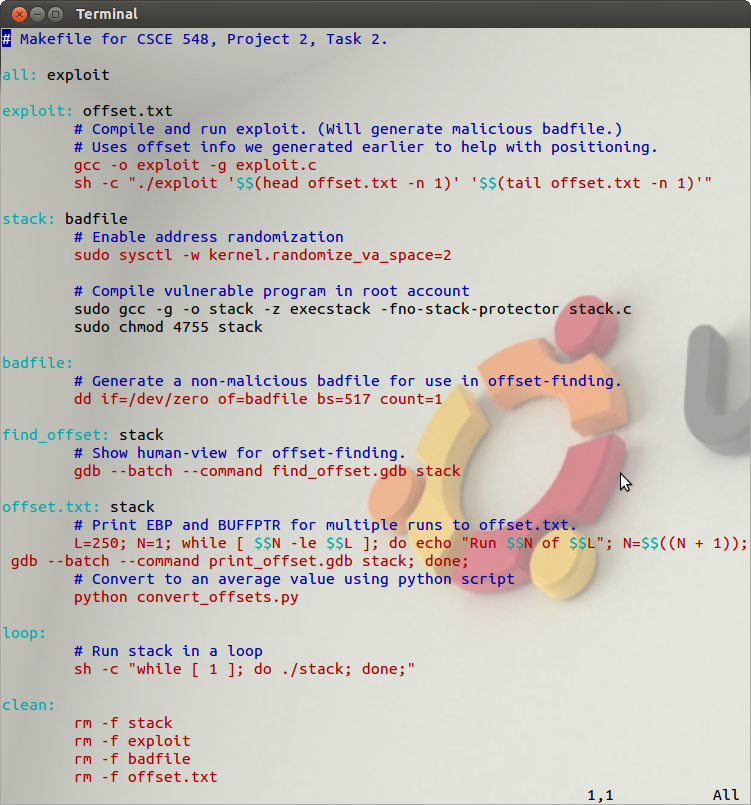 Terminal
# Makefile for CSCE 548, Project 2, Task 2.
all: exploit
exploit: offset.txt
# Compile and run exploit. (Will generate malicious badfile.)
# Uses offset info we generated earlier to help with positioning.
gcc -o exploit -g exploit.c
sh -c "./exploit '$$(head offset.txt -n 1)' '$$(tail offset.txt -n 1)'"
stack: badfile
# Enable address randomization
sudo sysctl -w kernel.randomize_va_space=2
# Compile vulnerable program in root account
sudo gcc -g -o stack -z execstack -fno-stack-protector stack.c
sudo chmod 4755 stack
badfile:
# Generate a non-malicious badfile for use in offset-finding.
dd if=/dev/zero of=badfile bs=517 count=1
find_offset: stack
# Show human-view for offset-finding.
gdb --batch --command find_offset.gdb stack
offset.txt: stack
# Print EBP and BUFFPTR for multiple runs to offset.txt.
L=250; N=1; while [ $$N -le $$L ]; do echo "Run $$N of $$L"; N=$$((N + 1));
gdb --batch --command print_offset.gdb stack; done;
# Convert to an average value using python script
python convert_offsets.py
loop:
# Run stack in a loop
sh -c "while [ 1 ]; do ./stack; done;"
clean:
rm -f stack
rm -f exploit
rm -f badfile
rm -f offset.txt
1,1 All